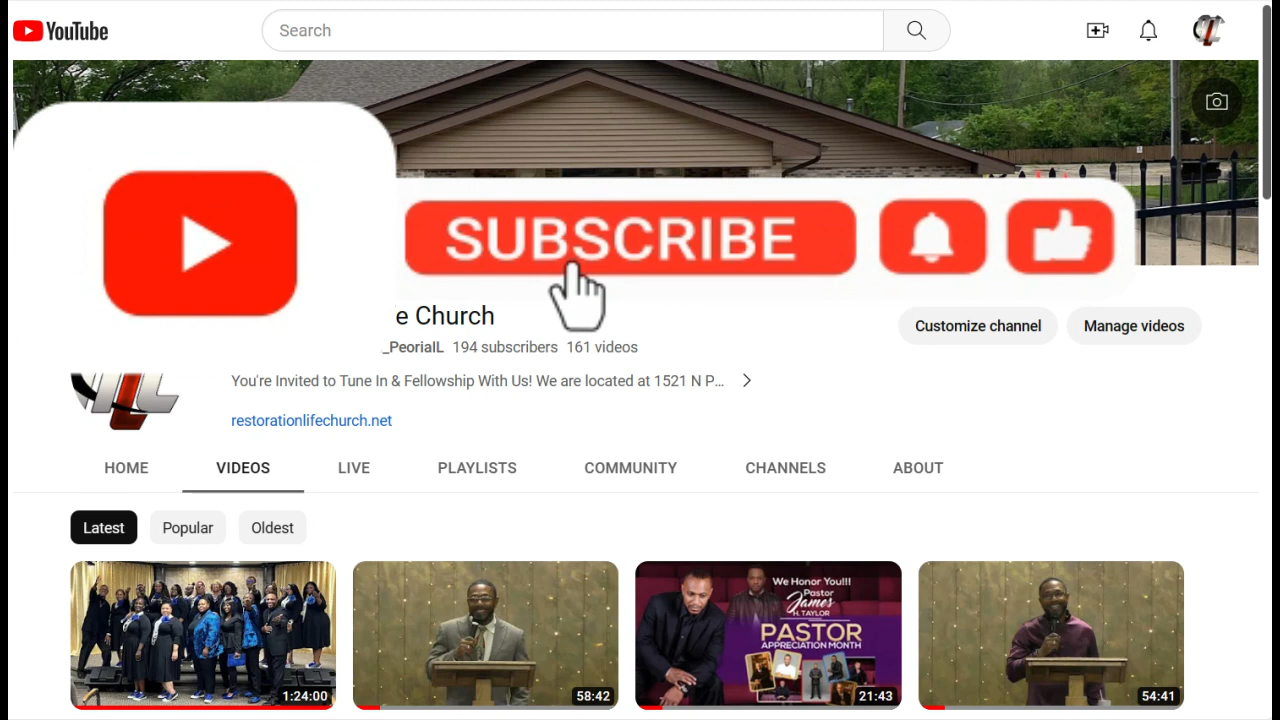 YouTube
Search
SUBSCRIBE
e Church
_PeoriaIL 194 subscribers 161 videos
Customize channel
Manage videos
You're Invited to Tune In & Fellowship With Us! We are located at 1521 N P...
restorationlifechurch.net
HOME VIDEOS LIVE PLAYLISTS COMMUNITY CHANNELS ABOUT
Latest Popular Oldest
We Honor You!!!
Pastor
James
H. TAYLOR
PASTOR
APPRECIATION MONTH
1:24:00
58:42
21:43
54:41